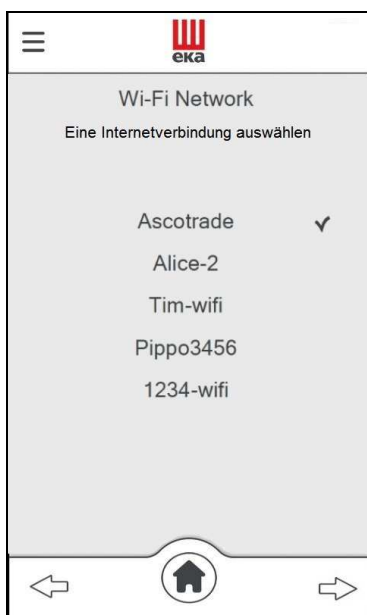 eka
Wi-Fi Network
Eine Internetverbindung auswählen
Ascotrade
Alice-2
Tim-wifi
Pippo3456
1234-wifi